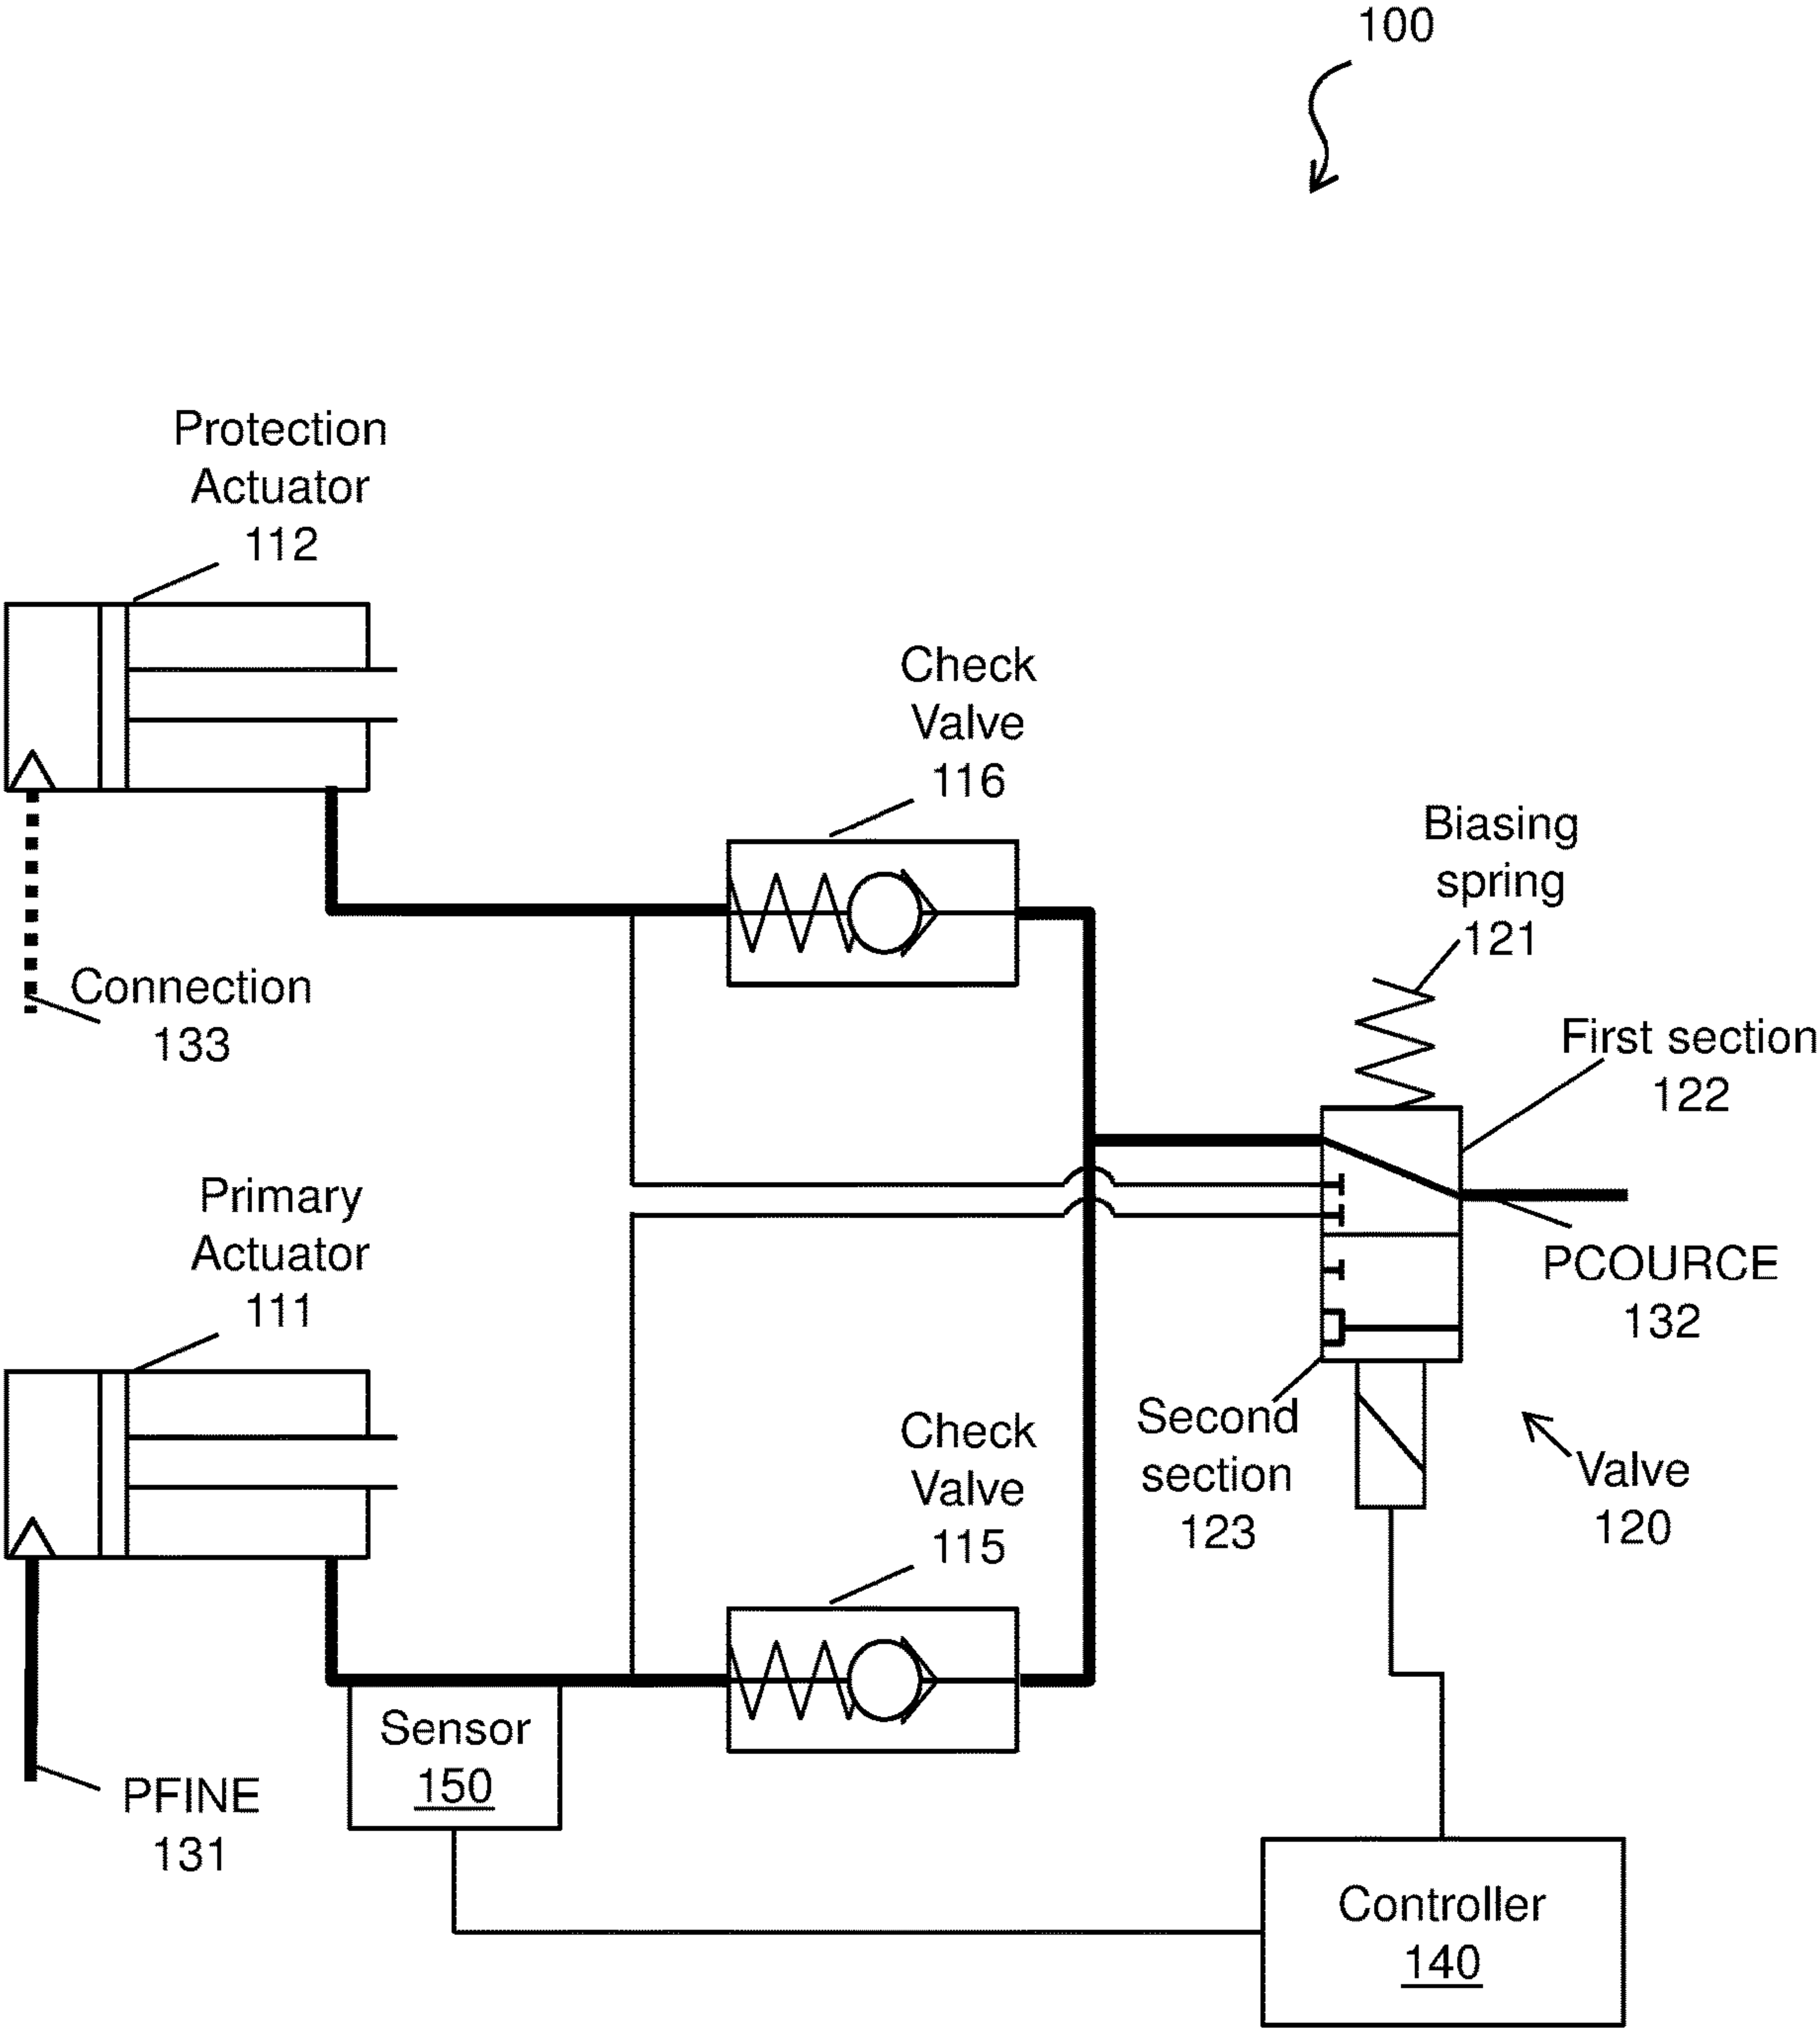 100
Protection
Actuator
112
Check
Valve
116
Biasing
spring
121
Connection
133
First section
122
Primary
Actuator
111
PCOURCE
132
Second
section
123
Check
Valve
115
Valve
120
Sensor
150
PFINE
131
Controller
140